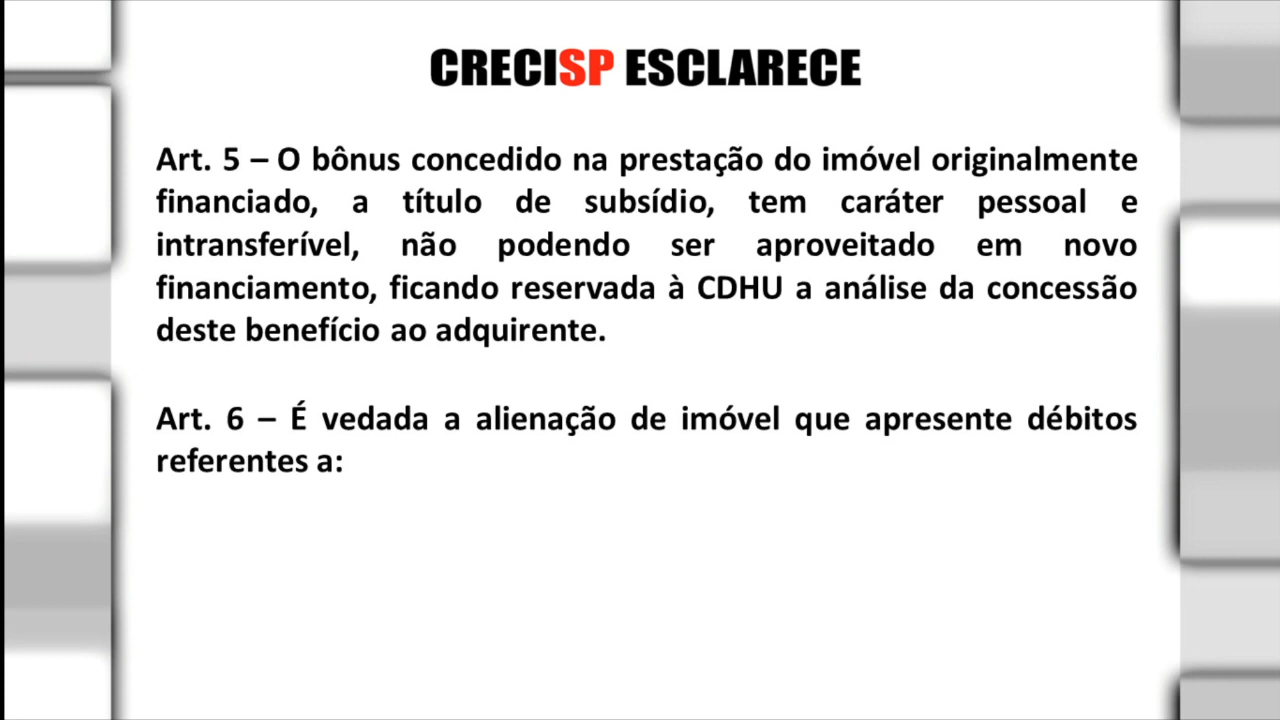 CRECISP ESCLARECE
Art. 5 – O bônus concedido na prestação do imóvel originalmente
financiado, a título de subsídio, tem caráter pessoal e
intransferível, não podendo ser aproveitado em novo
financiamento, ficando reservada à CDHU a análise da concessão
deste benefício ao adquirente.
Art. 6 – É vedada a alienação de imóvel que apresente débitos
referentes a: